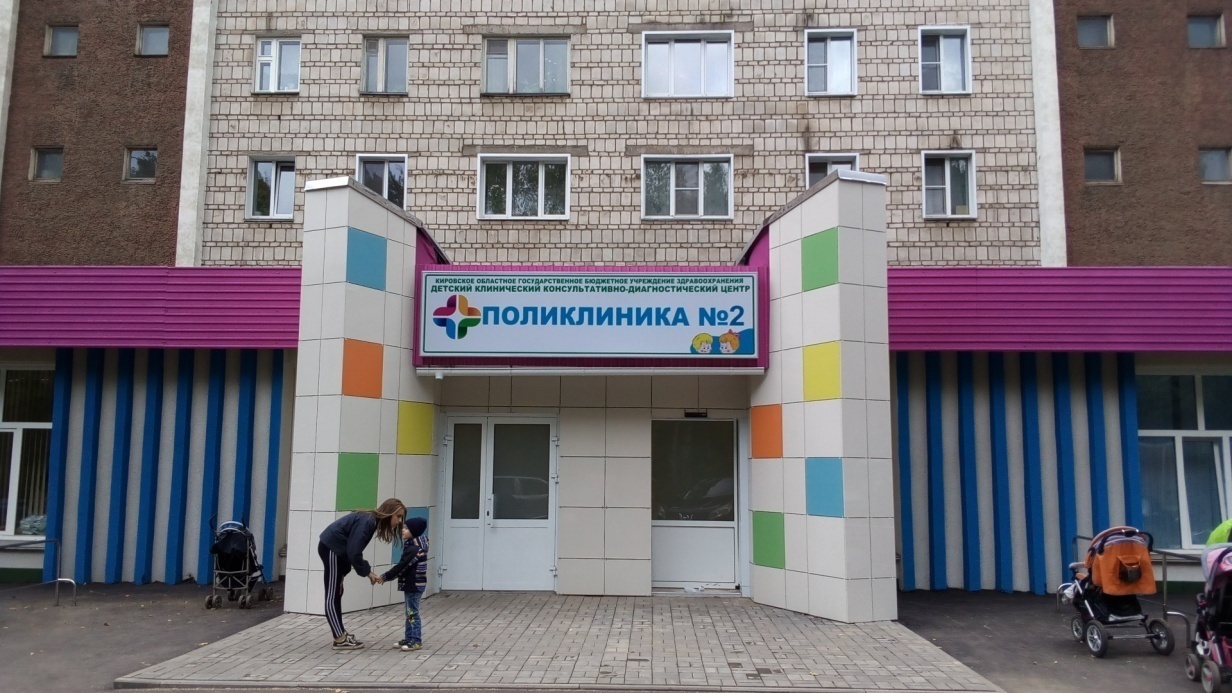 КИРОВСКОЕ ОБЛАСТНОЕ ГОСУДАРСТВЕННОЕ БЮДЖЕТНОЕ УЧРЕЖДЕНИЕ ЗДРАВООХРАНЕНИЯ
ДЕТСКИЙ КЛИНИЧЕСКИЙ КОНСУЛЬТАТИВНО-ДИАГНОСТИЧЕСКИЙ ЦЕНТР
ПОЛИКЛИНИКА №2